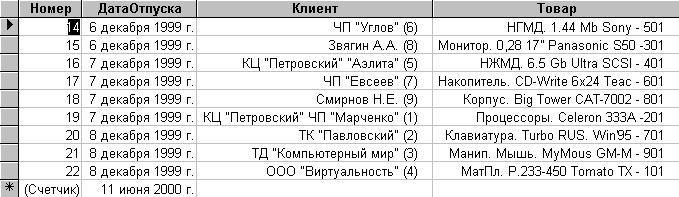 Номер ДатаОтпуска Клиент Товар
14 6 декабря 1999 г. ЧП "Углов" (6) НГМД. 1.44 Mb Sony - 501
15 6 декабря 1999 г. Звягин А.А. (8) Монитор. 0,28 17" Panasonic S50 -301
16 7 декабря 1999 г. КЦ "Петровский" "Аэлита" (5) НЖМД. 6.5 Gb Ultra SCSI - 401
17 7 декабря 1999 г. ЧП "Евсеев" (7) Накопитель. CD-Write 6x24 Teac - 601
18 7 декабря 1999 г. Смирнов Н.Е. (9) Корпус. Big Tower CAT-7002 - 801
19 7 декабря 1999 г. КЦ "Петровский" ЧП "Марченко" (1) Процессоры. Celeron 333A -201
20 8 декабря 1999 г. ТК "Павловский" (2) Клавиатура. Turbo RUS. Win95 - 701
21 8 декабря 1999 г. ТД "Компьютерный мир" (3) Манип. Мышь. MyMous GM-M - 901
22 8 декабря 1999 г. ООО "Виртуальность" (4) МатПл. P.233-450 Tomato TX - 101
(Счетчик) 11 июня 2000 г.